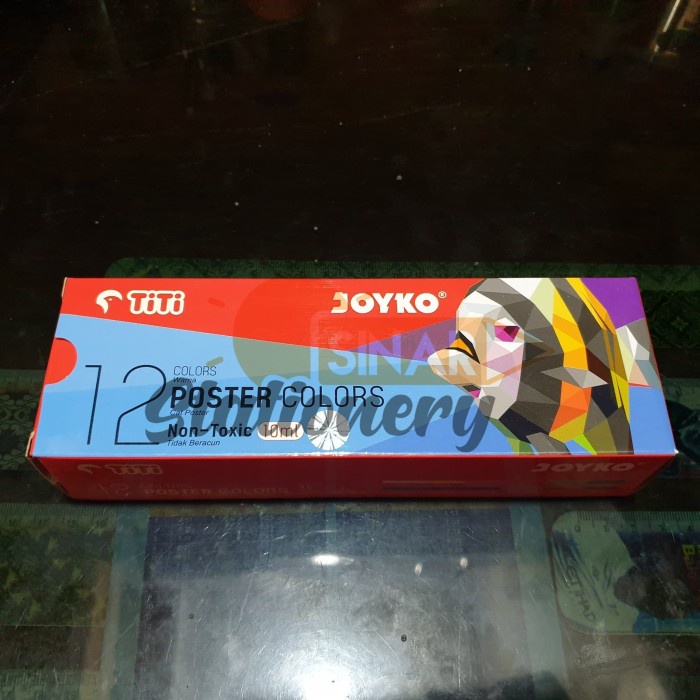 TiTi
JOYKO®
SINAR
Stationery
12 COLORS
Warna
POSTER COLORS
Cat Poster
Non-Toxic 10ml
Tidak Beracun
TiTi
JOYKO
12
POSTER COLORS